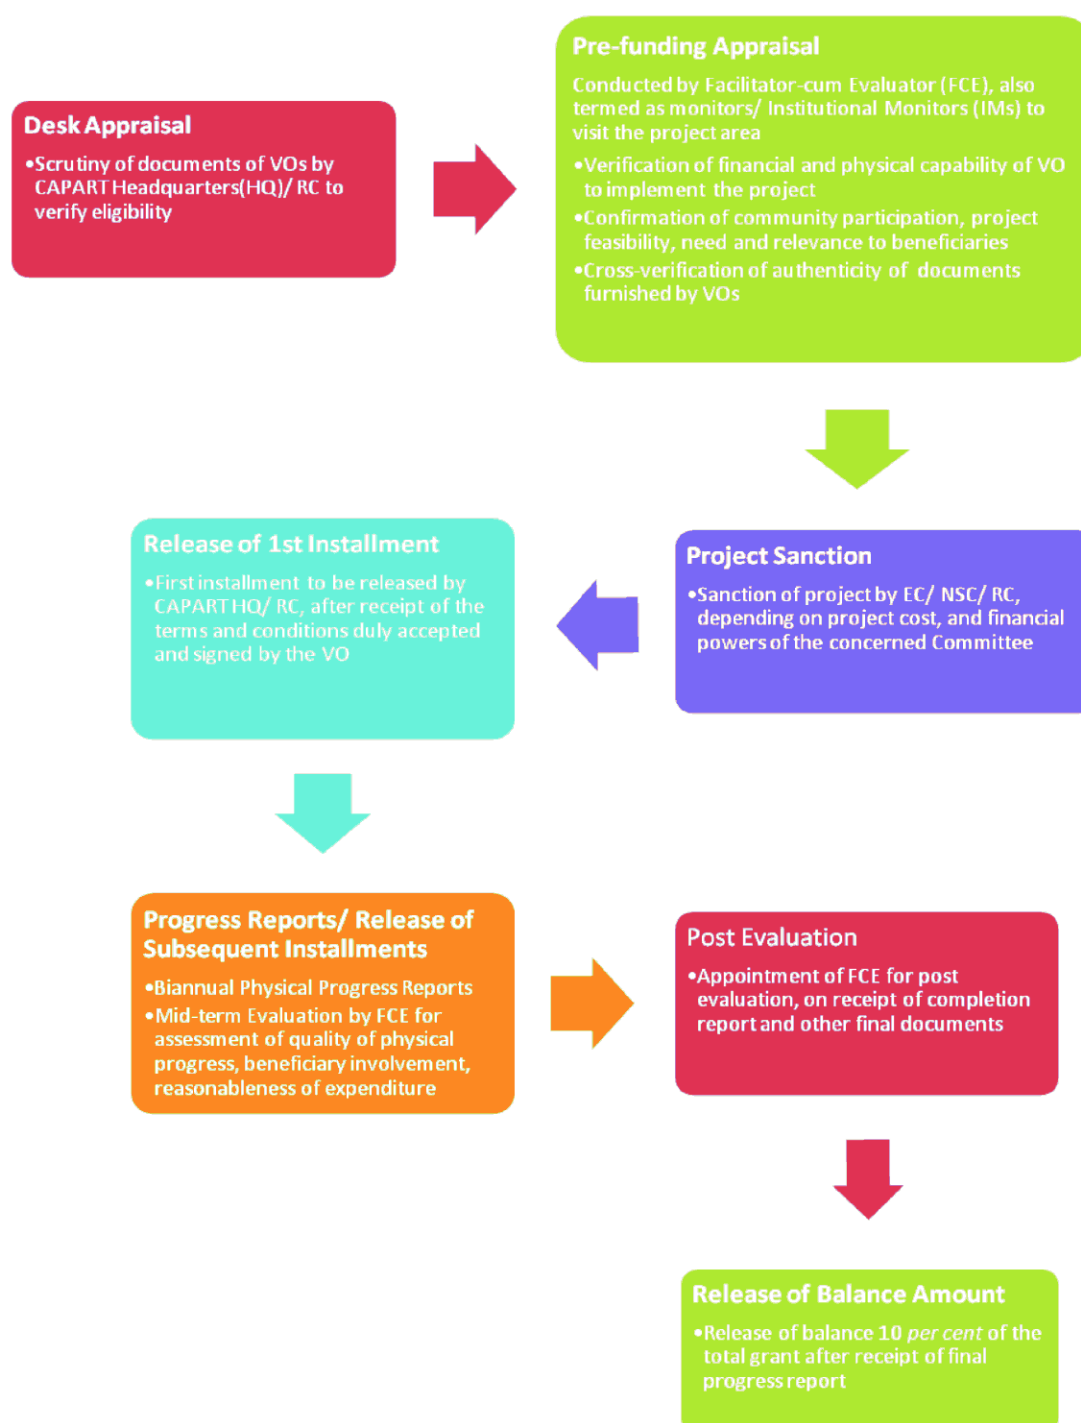 Desk Appraisal
•Scrutiny of documents of VOs by
CAPART Headquarters(HQ)/ RC to
verify eligibility
Pre-funding Appraisal
Conducted by Facilitator-cum Evaluator (FCE), also
termed as monitors/ Institutional Monitors (IMs) to
visit the project area
•Verification of financial and physical capability of VO
to implement the project
•Confirmation of community participation, project
feasibility, need and relevance to beneficiaries
•Cross-verification of authenticity of documents
furnished by VOs
Project Sanction
•Sanction of project by EC/ NSC/ RC,
depending on project cost, and financial
powers of the concerned Committee
Release of 1st Installment
•First installment to be released by
CAPART HQ/ RC, after receipt of the
terms and conditions duly accepted
and signed by the VO
Progress Reports/ Release of
Subsequent Installments
•Biannual Physical Progress Reports
•Mid-term Evaluation by FCE for
assessment of quality of physical
progress, beneficiary involvement,
reasonableness of expenditure
Post Evaluation
•Appointment of FCE for post
evaluation, on receipt of completion
report and other final documents
Release of Balance Amount
•Release of balance 10 per cent of the
total grant after receipt of final
progress report